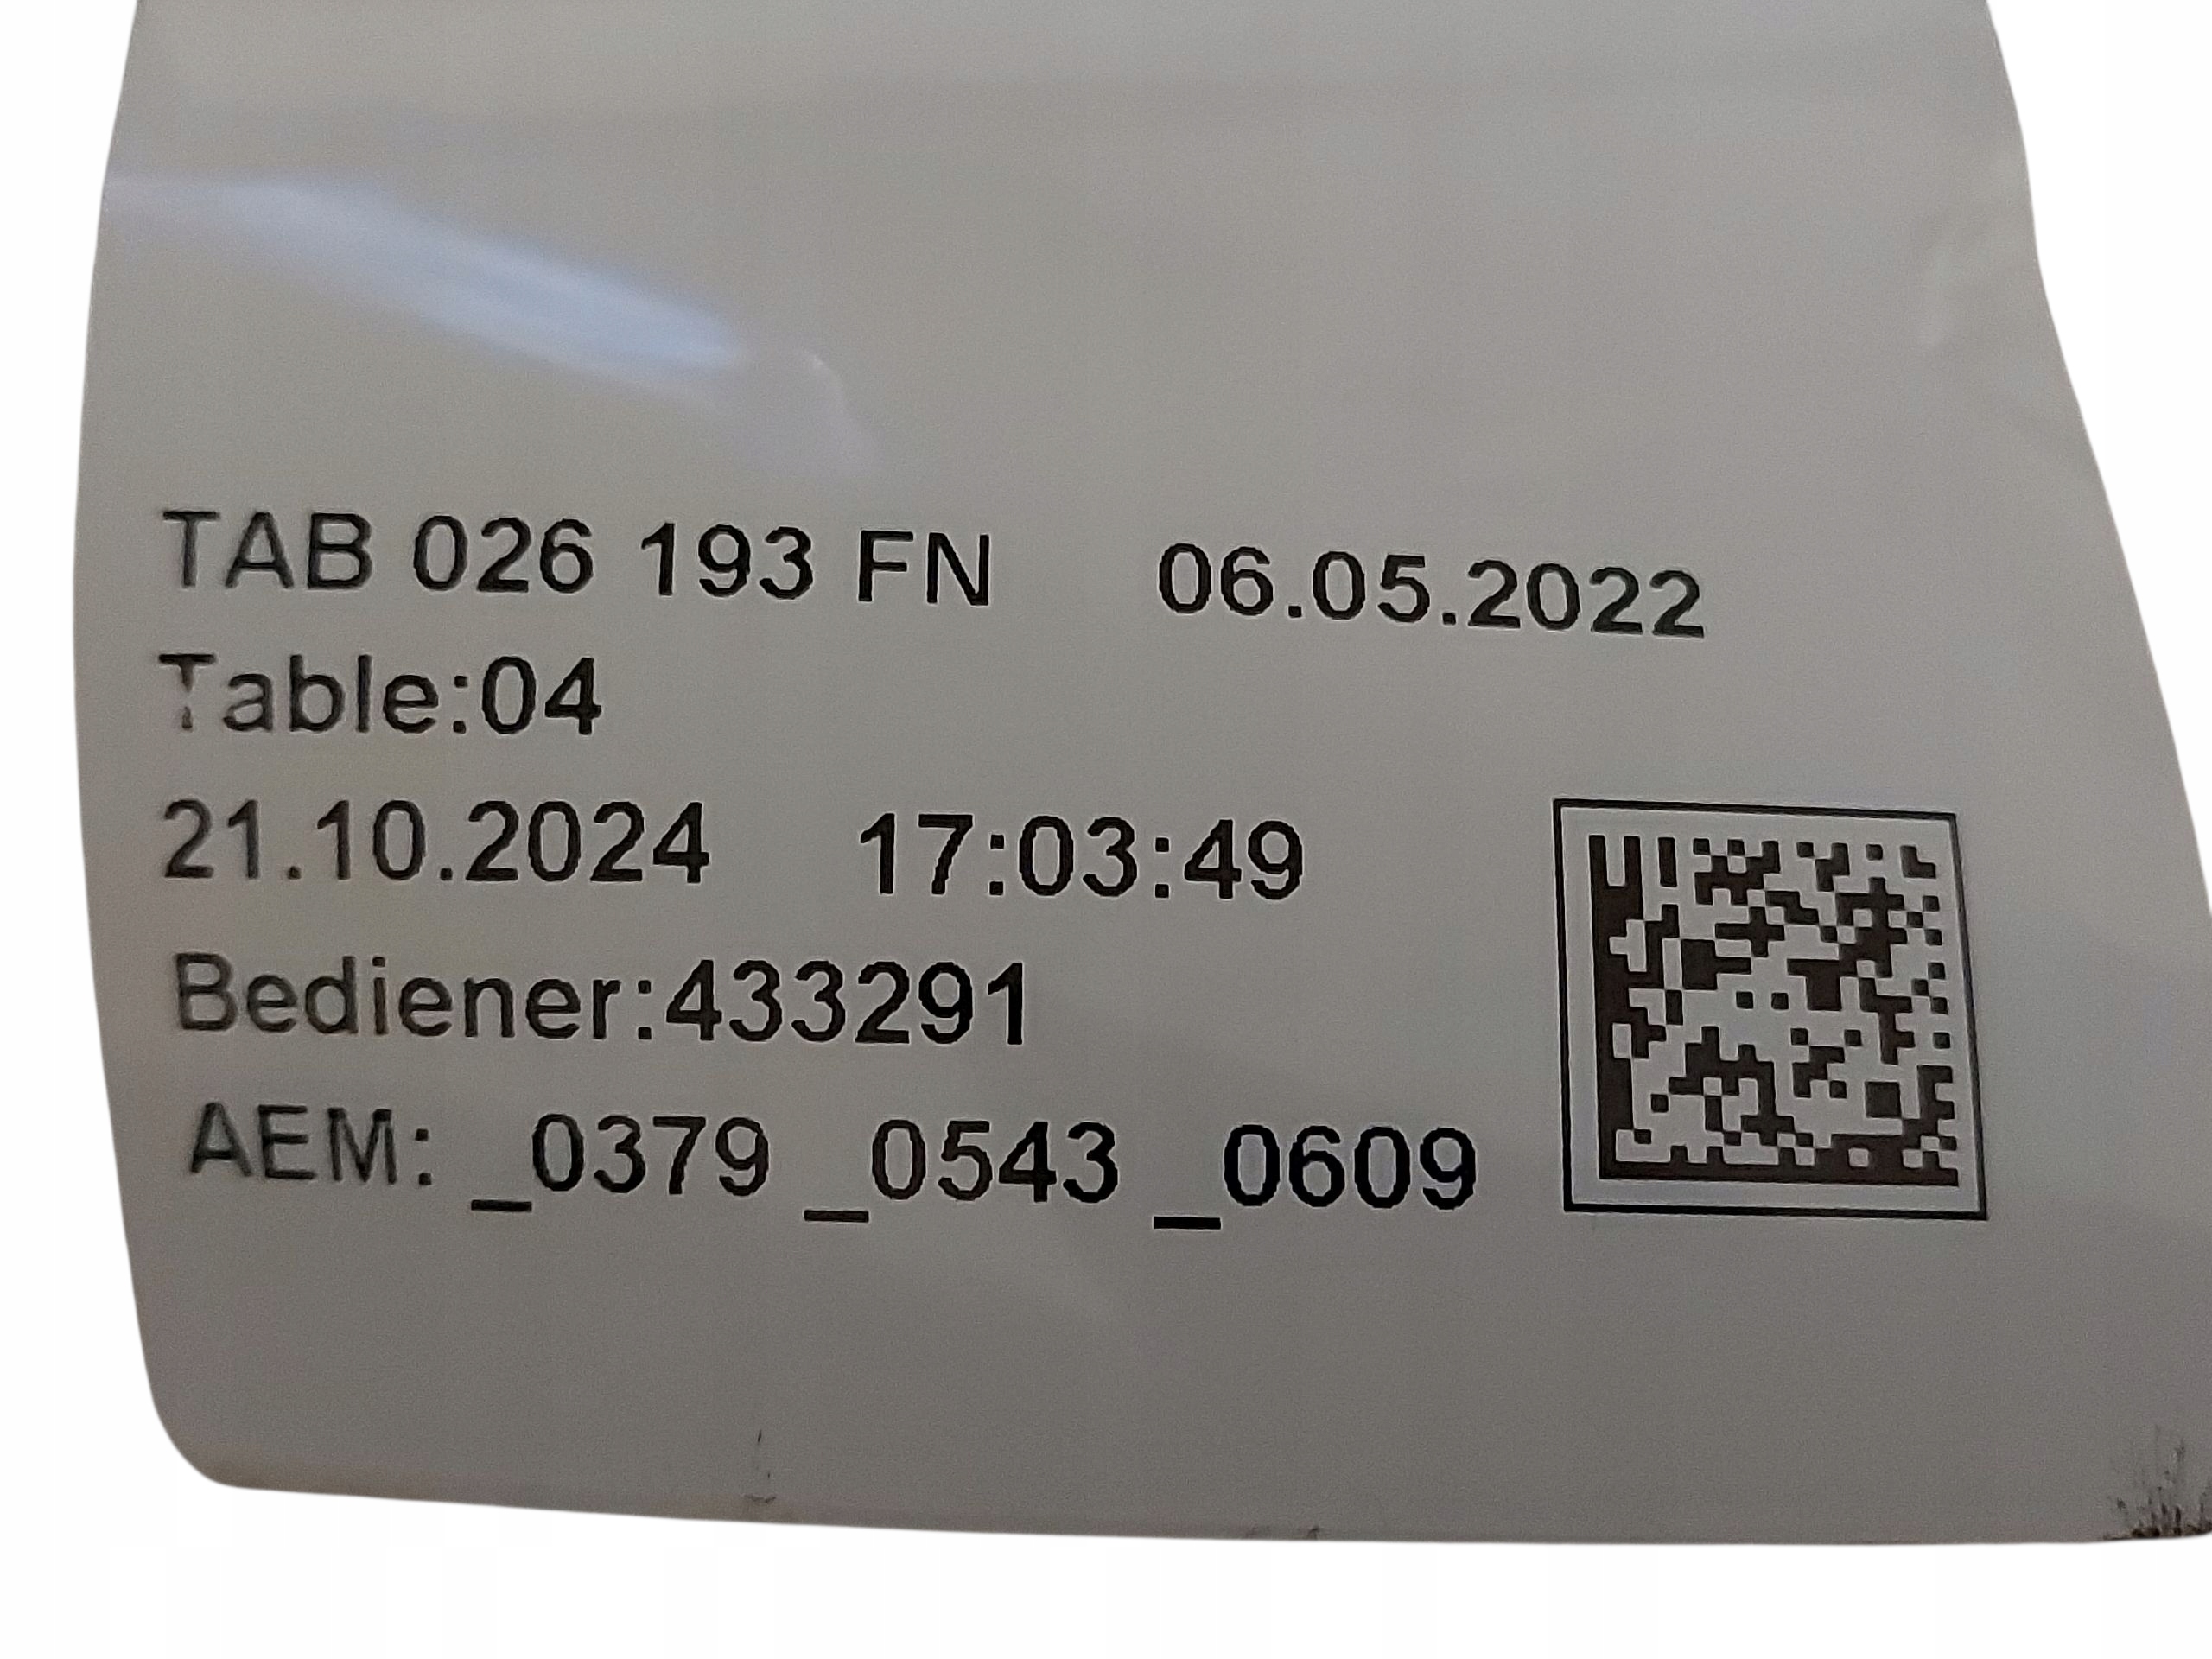 TAB 026 193 FN 06.05.2022
Table:04
21.10.2024 17:03:49
Bediener:433291
AEM: _0379 _0543 _0609